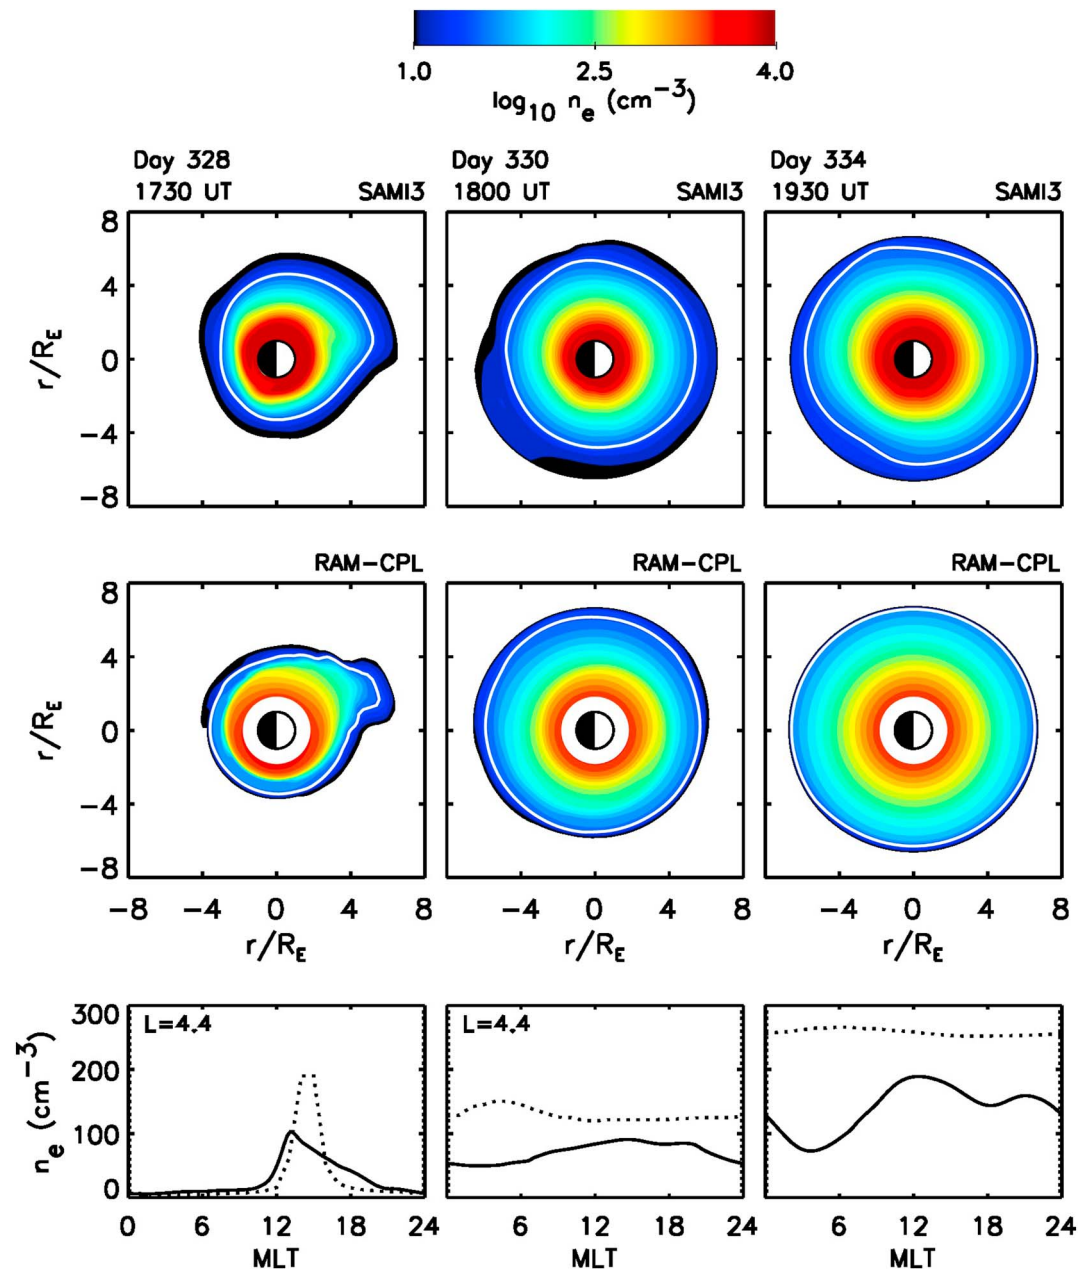 1.0 2.5 4.0
log10 ne (cm−3)
Day 328 Day 330 Day 334
1730 UT SAMI3 1800 UT SAMI3 1930 UT SAMI3
8
4
0
−4
−8
r/RE
RAM−CPL RAM−CPL RAM−CPL
8
4
0
−4
−8
r/RE
−8 −4 0 4 8 −4 0 4 8 −4 0 4 8
r/RE r/RE r/RE
300
200
100
0
ne (cm−3)
L=4.4 L=4.4
0 6 12 18 24 6 12 18 24 6 12 18 24
MLT MLT MLT